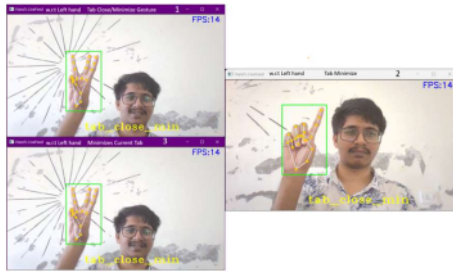 Left hand Tab Close/Minimize Gesture 1
FPS:14
tab_close_min
Left hand Minimizes Current Tab 3
FPS:14
tab_close_min
Left hand Tab Minimize 2
FPS:14
tab_close_min